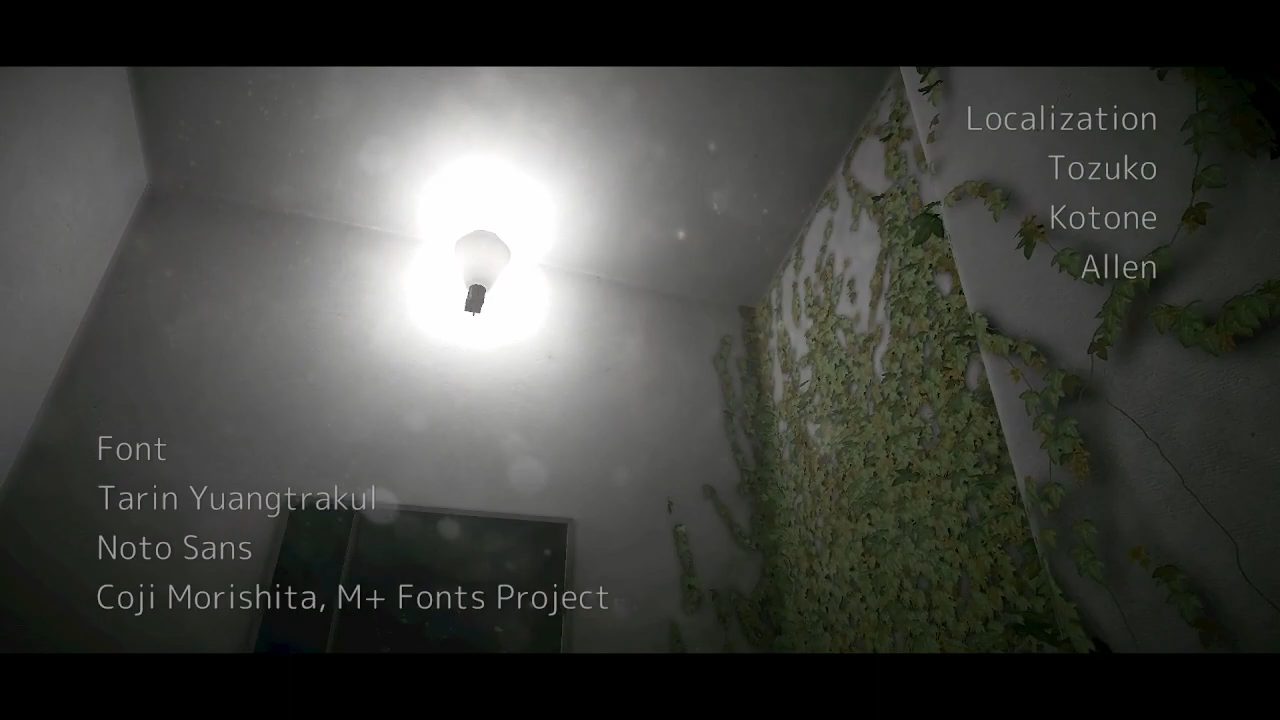 Localization
Tozuko
Kotone
Allen
Font
Tarin Yuangtrakul
Noto Sans
Coji Morishita, M+ Fonts Project